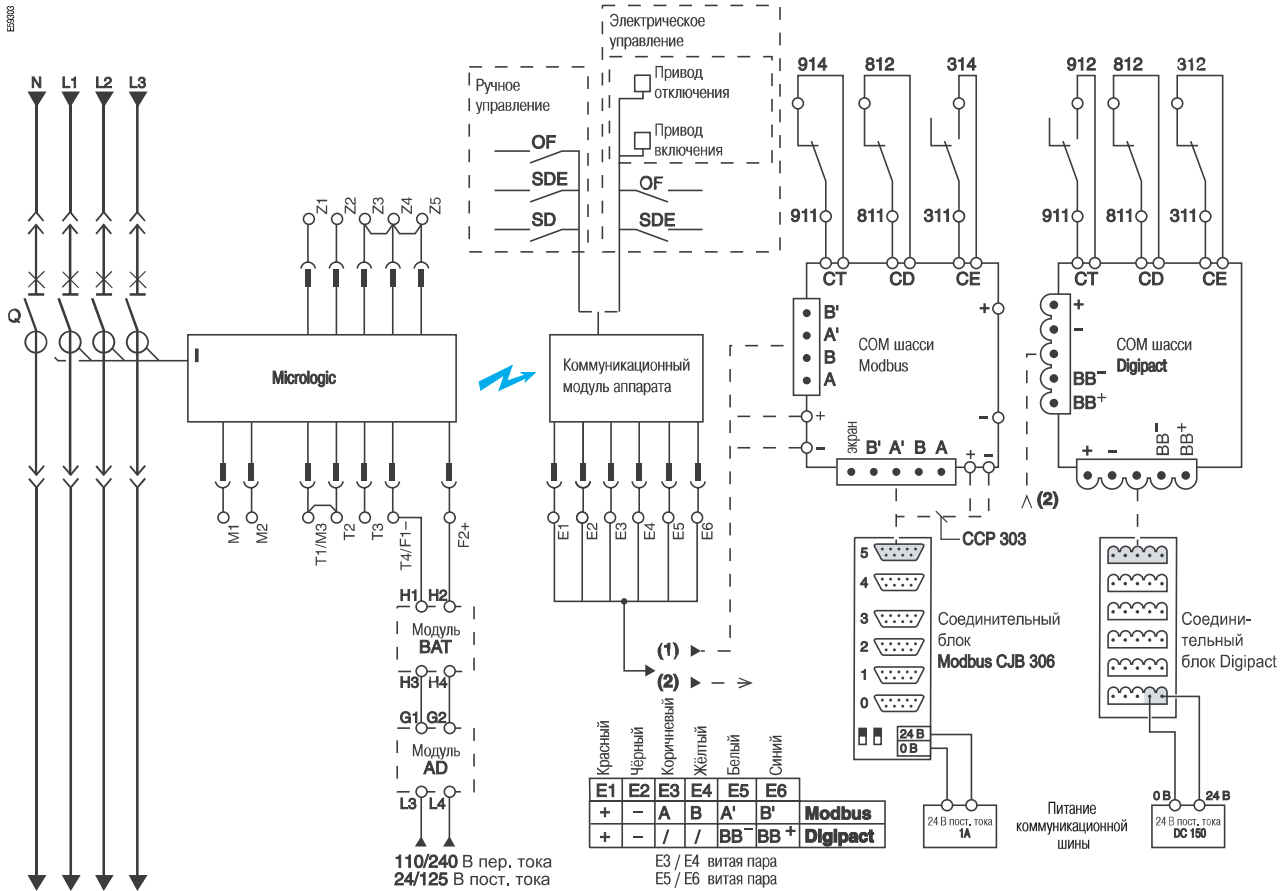 E59303
N L1 L2 L3
Q
Z1 Z2 Z3 Z4 Z5
I
Micrologic
M1 M2 T1/M3 T2 T3 T4/F1− F2+
H1 H2
Модуль
BAT
H3 H4
G1 G2
Модуль
AD
L3 L4
110/240 В пер. тока
24/125 В пост. тока
Ручное
управление
OF
SDE
SD
Электрическое
управление
Привод
отключения
Привод
включения
OF
SDE
Коммуникационный
модуль аппарата
E1 E2 E3 E4 E5 E6
(1)
(2)
Красный
Чёрный
Коричневый
Жёлтый
Белый
Синий
E1 E2 E3 E4 E5 E6
+ − A B A' B' Modbus
+ − / / BB− BB+ Digipact
E3 / E4 витая пара
E5 / E6 витая пара
914 812 314
911 811 311
CT CD CE
B'
A'
B
A
+
−
+
−
COM шасси
Modbus
экран B' A' B A + −
CCP 303
5
4
3
2
1
0
Соединительный
блок
Modbus CJB 306
24 В
0 В
24 В пост. тока
1A
Питание
коммуникационной
шины
912 812 312
911 811 311
CT CD CE
+
−
BB−
BB+
COM шасси
Digipact
+ − BB− BB+
(2)
Соедини-
тельный
блок Digipact
0 В 24 В
24 В пост. тока
DC 150